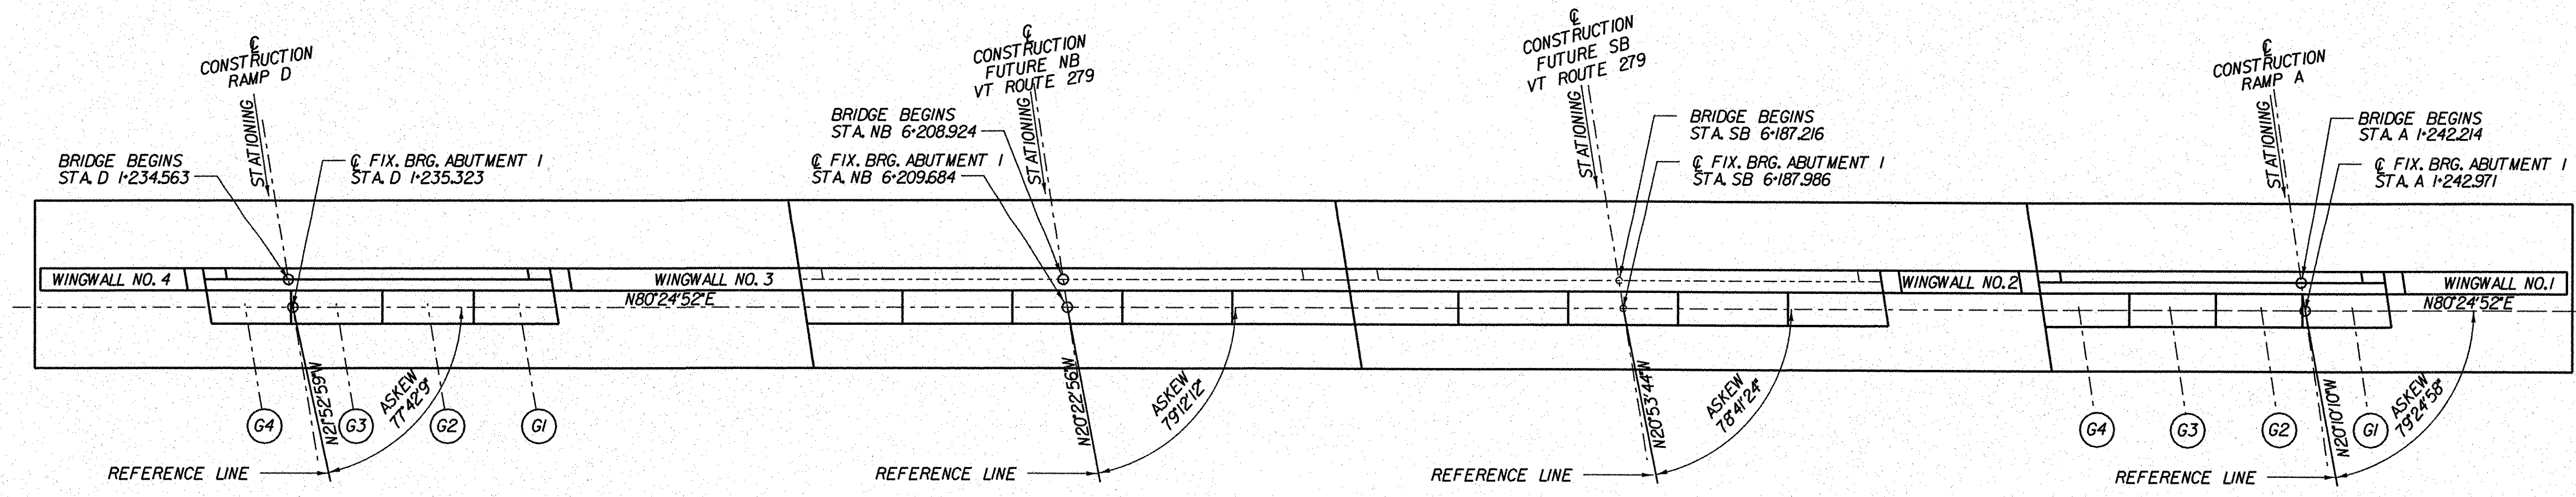 ℄
CONSTRUCTION
RAMP D
STATIONING
BRIDGE BEGINS
STA. D 1+234.563
℄ FIX. BRG. ABUTMENT 1
STA. D 1+235.323
℄
CONSTRUCTION
FUTURE NB
VT ROUTE 279
STATIONING
BRIDGE BEGINS
STA. NB 6+208.924
℄ FIX. BRG. ABUTMENT 1
STA. NB 6+209.684
℄
CONSTRUCTION
FUTURE SB
VT ROUTE 279
STATIONING
BRIDGE BEGINS
STA. SB 6+187.216
℄ FIX. BRG. ABUTMENT 1
STA. SB 6+187.986
℄
CONSTRUCTION
RAMP A
STATIONING
BRIDGE BEGINS
STA. A 1+242.214
℄ FIX. BRG. ABUTMENT 1
STA. A 1+242.971
WINGWALL NO. 4
WINGWALL NO. 3
WINGWALL NO.2
WINGWALL NO.1
N80°24'52"E
N80°24'52"E
G4
N21°52'59"W
G3
ASKEW
77°42'9"
G2
G1
REFERENCE LINE
N20°22'56"W
ASKEW
79°12'12"
REFERENCE LINE
N20°53'44"W
ASKEW
78°41'24"
REFERENCE LINE
G4
G3
G2
N20°10'10"W
G1
ASKEW
79°24'58"
REFERENCE LINE